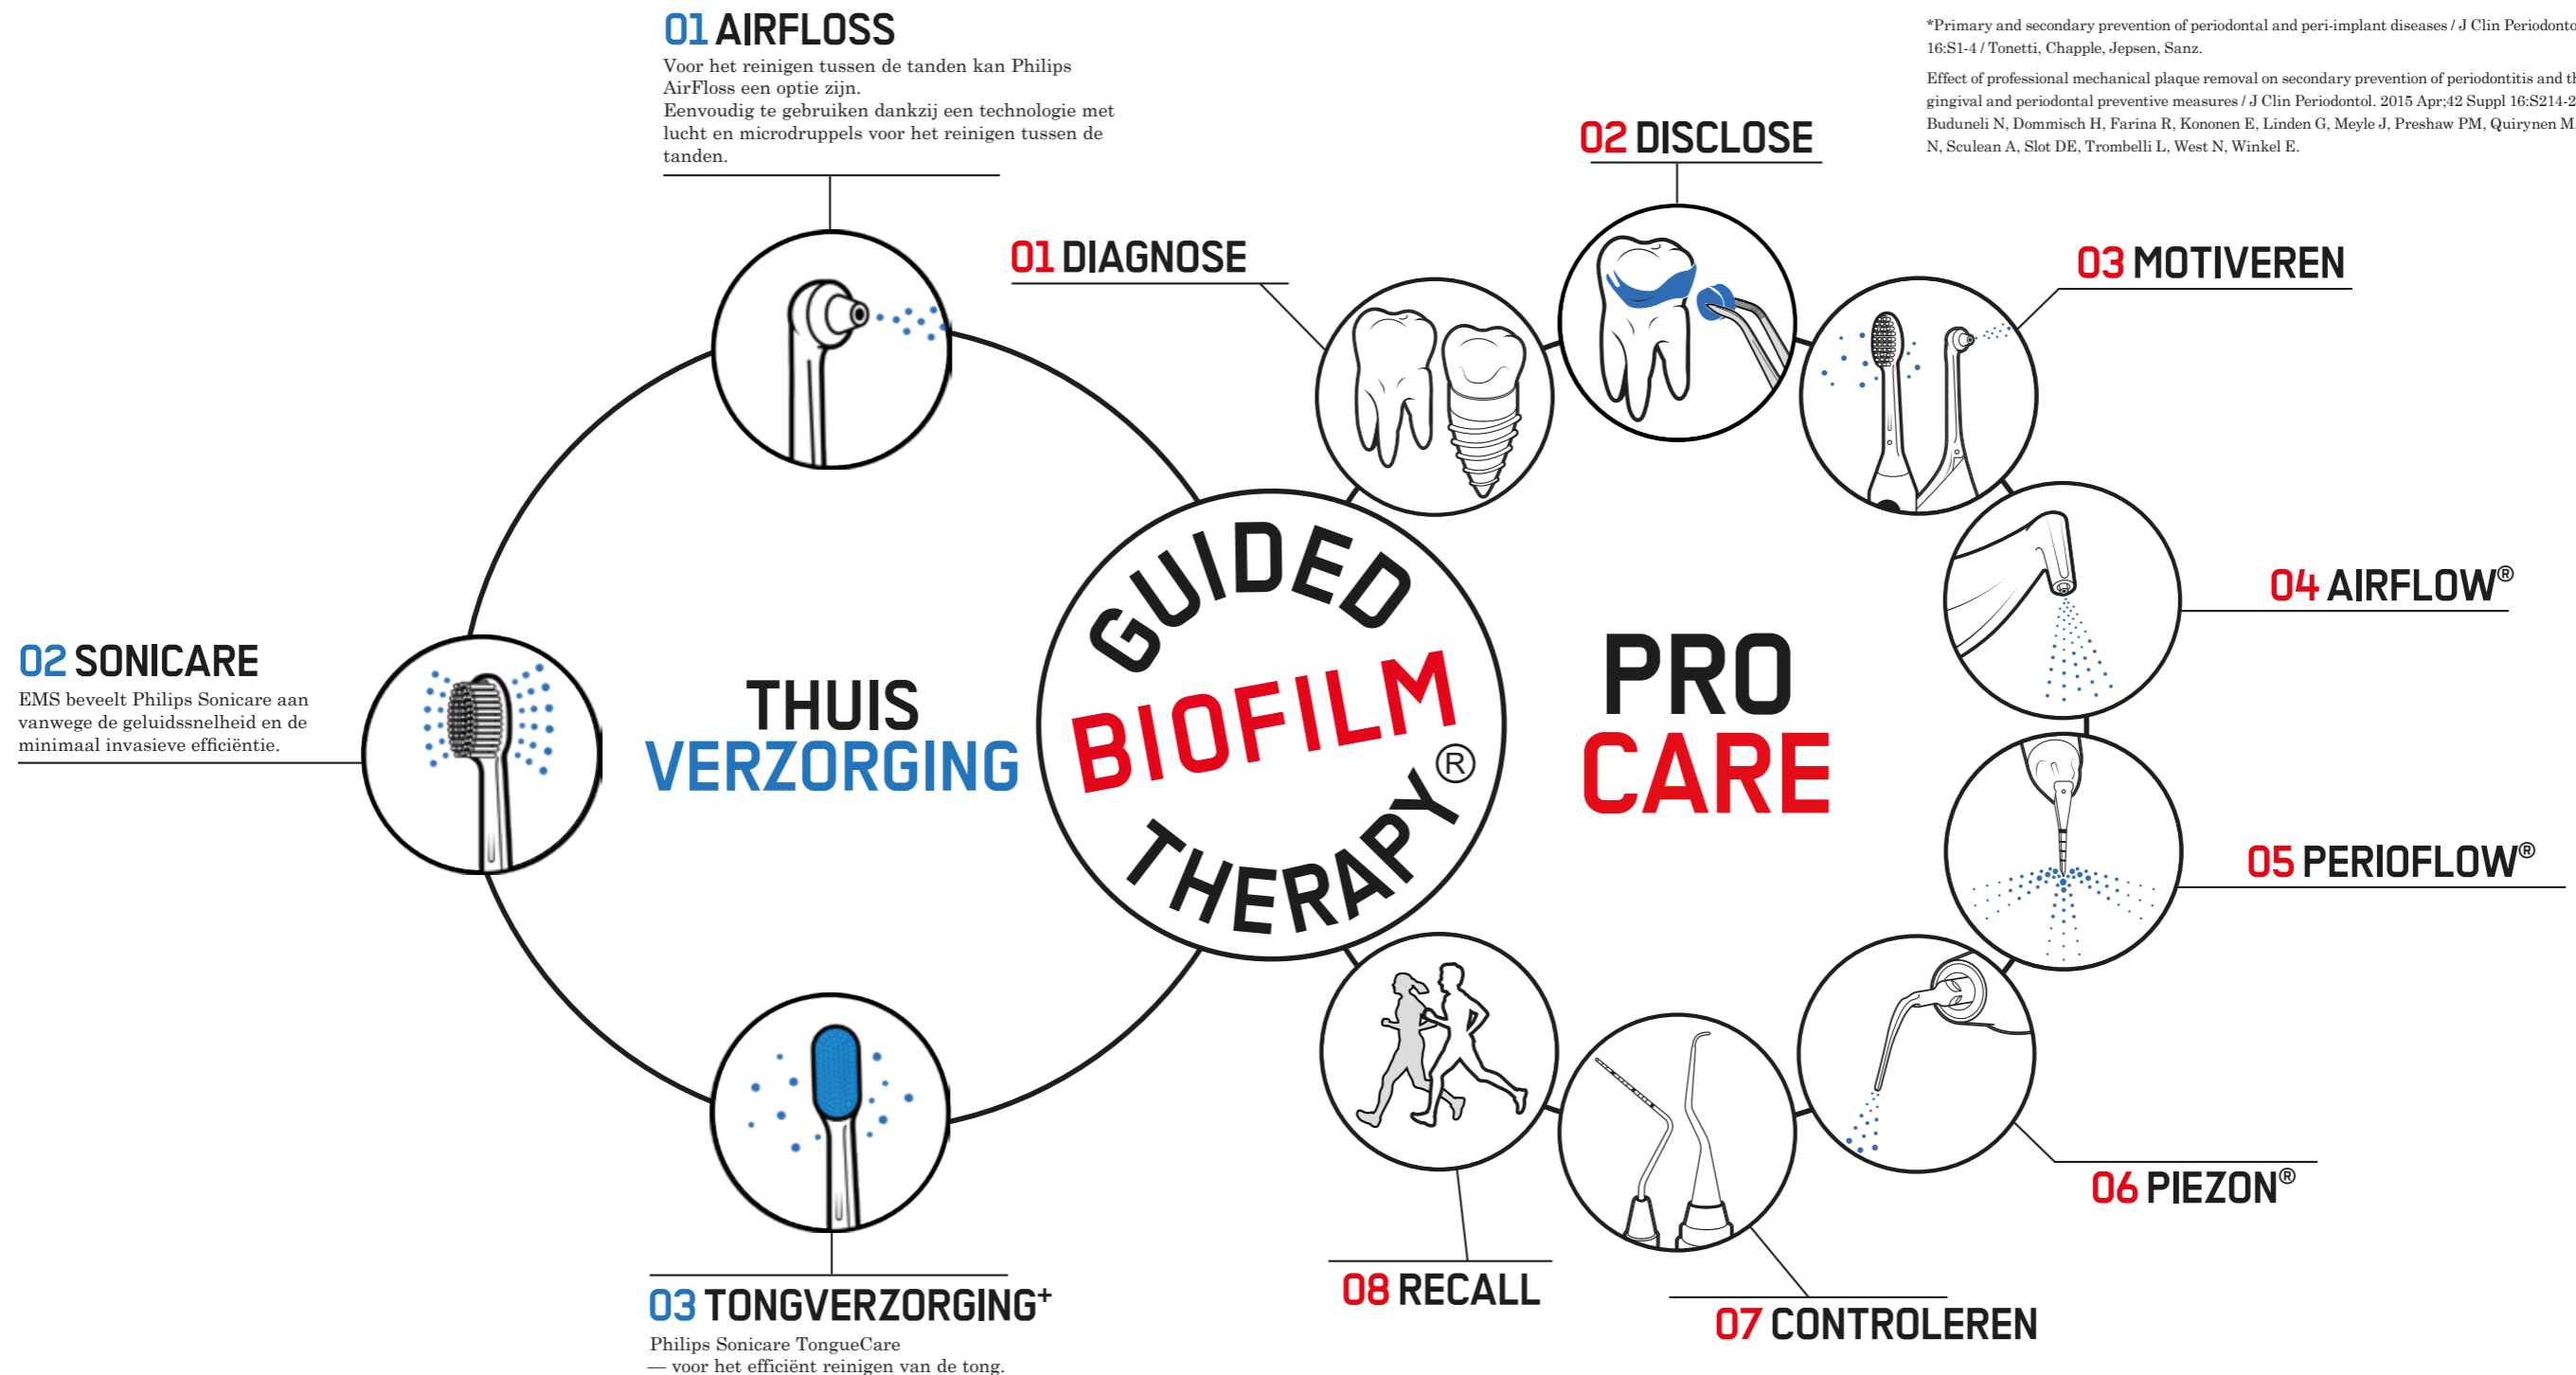 01 AIRFLOSS
Voor het reinigen tussen de tanden kan Philips
AirFloss een optie zijn.
Eenvoudig te gebruiken dankzij een technologie met
lucht en microdruppels voor het reinigen tussen de
tanden.
*Primary and secondary prevention of periodontal and peri-implant diseases / J Clin Periodonto
16:S1-4 / Tonetti, Chapple, Jepsen, Sanz.
Effect of professional mechanical plaque removal on secondary prevention of periodontitis and th
gingival and periodontal preventive measures / J Clin Periodontol. 2015 Apr;42 Suppl 16:S214-2
Buduneli N, Dommisch H, Farina R, Kononen E, Linden G, Meyle J, Preshaw PM, Quirynen M
N, Sculean A, Slot DE, Trombelli L, West N, Winkel E.
02 DISCLOSE
01 DIAGNOSE
03 MOTIVEREN
04 AIRFLOW®
02 SONICARE
EMS beveelt Philips Sonicare aan
vanwege de geluidssnelheid en de
minimaal invasieve efficiëntie.
THUIS
VERZORGING
GUIDED
BIOFILM
THERAPY®
PRO
CARE
05 PERIOFLOW®
06 PIEZON®
08 RECALL
07 CONTROLEREN
03 TONGVERZORGING+
Philips Sonicare TongueCare
— voor het efficiënt reinigen van de tong.